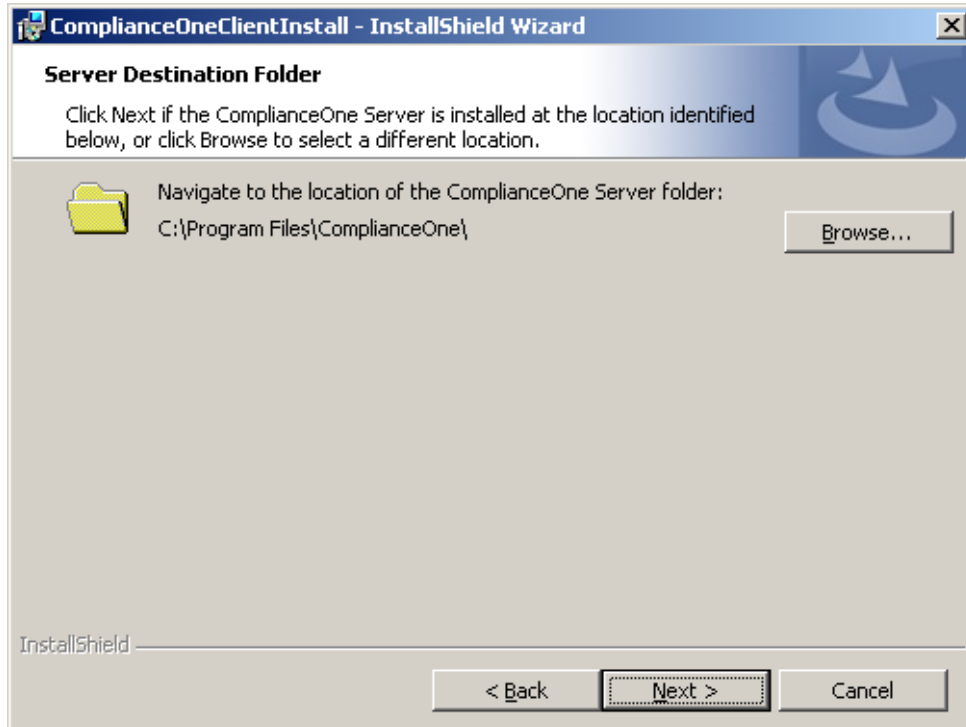 ComplianceOneClientInstall - InstallShield Wizard
Server Destination Folder
Click Next if the ComplianceOne Server is installed at the location identified
below, or click Browse to select a different location.
Navigate to the location of the ComplianceOne Server folder:
C:\Program Files\ComplianceOne\
Browse...
InstallShield
< Back
Next >
Cancel